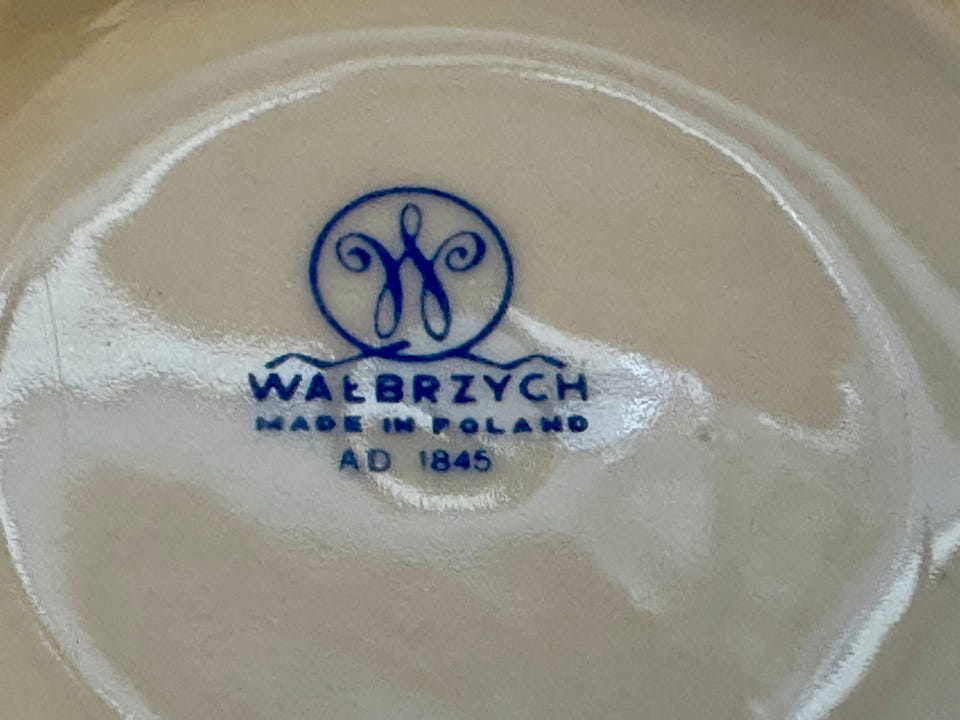 W
WAŁBRZYCH
MADE IN POLAND
AD 1845